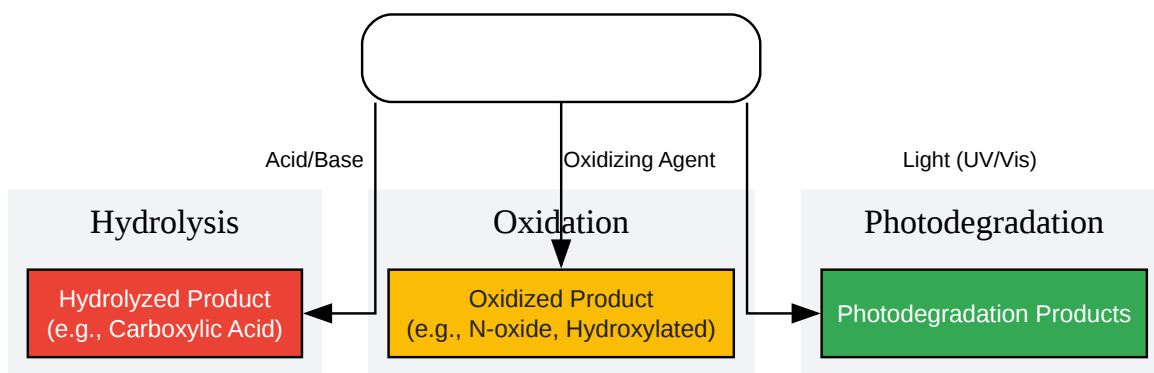 Acid/Base
Oxidizing Agent
Light (UV/Vis)
Hydrolysis
Oxidation
Photodegradation
Hydrolyzed Product
(e.g., Carboxylic Acid)
Oxidized Product
(e.g., N-oxide, Hydroxylated)
Photodegradation Products